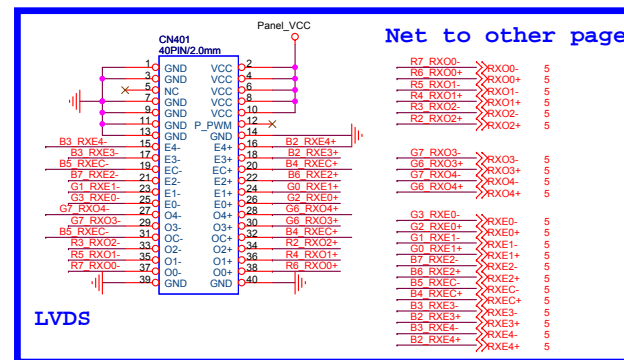 Panel_VCC
Net to other page
CN401
40PIN/2.0mm
1 GND VCC 2
3 GND VCC 4
5 NC VCC 6
7 GND VCC 8
9 GND VCC 10
11 GND P_PWM 12
13 GND GND 14
B3_RXE4- 15 E4- E4+ 16 B2_RXE4+
B3_RXE3- 17 E3- E3+ 18 B2_RXE3+
B5_RXEC- 19 EC- EC+ 20 B4_RXEC+
B7_RXE2- 21 E2- E2+ 22 B6_RXE2+
G1_RXE1- 23 E1- E1+ 24 G0_RXE1+
G3_RXE0- 25 E0- E0+ 26 G2_RXE0+
G7_RXO4- 27 O4- O4+ 28 G6_RXO4+
G7_RXO3- 29 O3- O3+ 30 G6_RXO3+
B5_RXEC- 31 OC- OC+ 32 B4_RXEC+
R3_RXO2- 33 O2- O2+ 34 R2_RXO2+
R5_RXO1- 35 O1- O1+ 36 R4_RXO1+
R7_RXO0- 37 O0- O0+ 38 R6_RXO0+
39 GND GND 40
LVDS
R7_RXO0- RXO0- 5
R6_RXO0+ RXO0+ 5
R5_RXO1- RXO1- 5
R4_RXO1+ RXO1+ 5
R3_RXO2- RXO2- 5
R2_RXO2+ RXO2+ 5
G7_RXO3- RXO3- 5
G6_RXO3+ RXO3+ 5
G7_RXO4- RXO4- 5
G6_RXO4+ RXO4+ 5
G3_RXE0- RXE0- 5
G2_RXE0+ RXE0+ 5
G1_RXE1- RXE1- 5
G0_RXE1+ RXE1+ 5
B7_RXE2- RXE2- 5
B6_RXE2+ RXE2+ 5
B5_RXEC- RXEC- 5
B4_RXEC+ RXEC+ 5
B3_RXE3- RXE3- 5
B2_RXE3+ RXE3+ 5
B3_RXE4- RXE4- 5
B2_RXE4+ RXE4+ 5